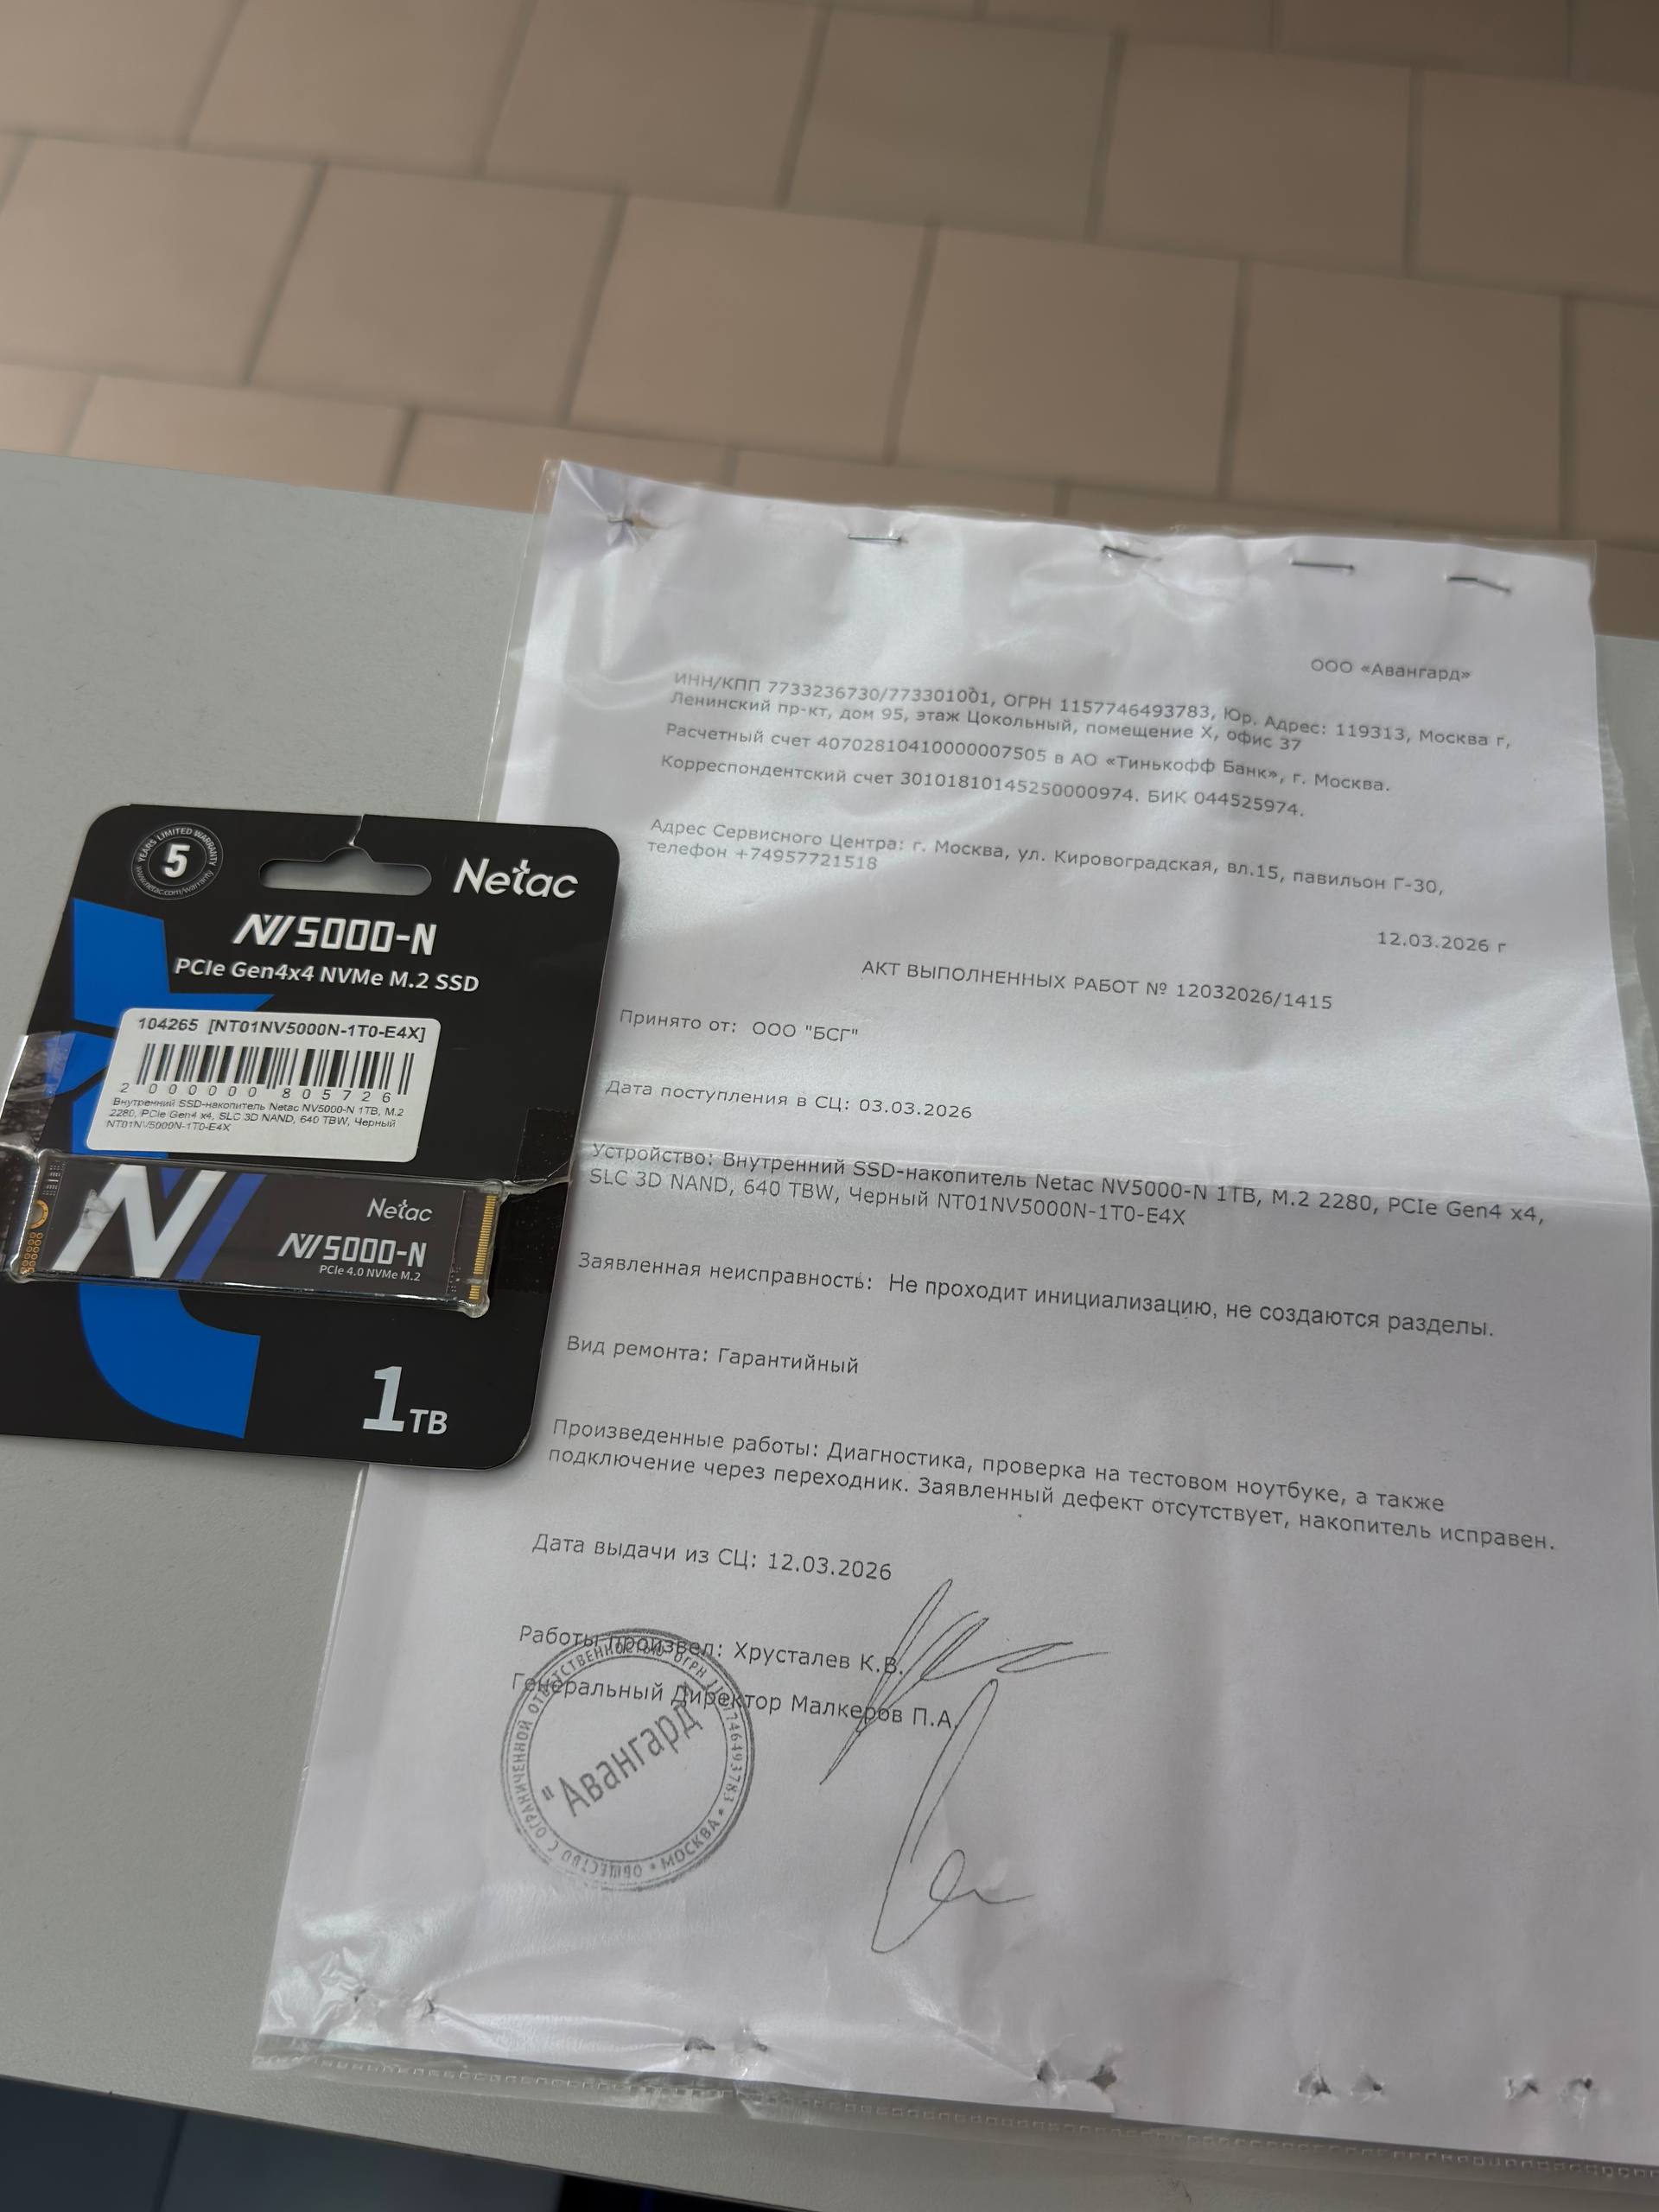 ООО «Авангард»
ИНН/КПП 7733236730/773301001, ОГРН 1157746493783, Юр. Адрес: 119313, Москва г,
Ленинский пр-кт, дом 95, этаж Цокольный, помещение X, офис 37
Расчетный счет 40702810410000007505 в АО «Тинькофф Банк», г. Москва.
Корреспондентский счет 30101810145250000974. БИК 044525974.
Адрес Сервисного Центра: г. Москва, ул. Кировоградская, вл.15, павильон Г-30,
телефон +74957721518
12.03.2026 г
АКТ ВЫПОЛНЕННЫХ РАБОТ № 12032026/1415
Принято от: ООО "БСГ"
Дата поступления в СЦ: 03.03.2026
Устройство: Внутренний SSD-накопитель Netac NV5000-N 1TB, M.2 2280, PCIe Gen4 x4,
SLC 3D NAND, 640 TBW, Черный NT01NV5000N-1T0-E4X
Заявленная неисправность: Не проходит инициализацию, не создаются разделы.
Вид ремонта: Гарантийный
Произведенные работы: Диагностика, проверка на тестовом ноутбуке, а также
подключение через переходник. Заявленный дефект отсутствует, накопитель исправен.
Дата выдачи из СЦ: 12.03.2026
Работы произвел: Хрусталев К.В.
Генеральный Директор Малкеров П.А.
ОБЩЕСТВО С ОГРАНИЧЕННОЙ ОТВЕТСТВЕННОСТЬЮ ОГРН 1157746493783 * МОСКВА *
"Авангард"
5
YEARS LIMITED WARRANTY
www.netac.com/warranty
Netac
NV5000-N
PCIe Gen4x4 NVMe M.2 SSD
104265 [NT01NV5000N-1T0-E4X]
2 000000 805726
Внутренний SSD-накопитель Netac NV5000-N 1TB, M.2
2280, PCIe Gen4 x4, SLC 3D NAND, 640 TBW, Черный
NT01NV5000N-1T0-E4X
Netac
NV5000-N
PCIe 4.0 NVMe M.2
1TB